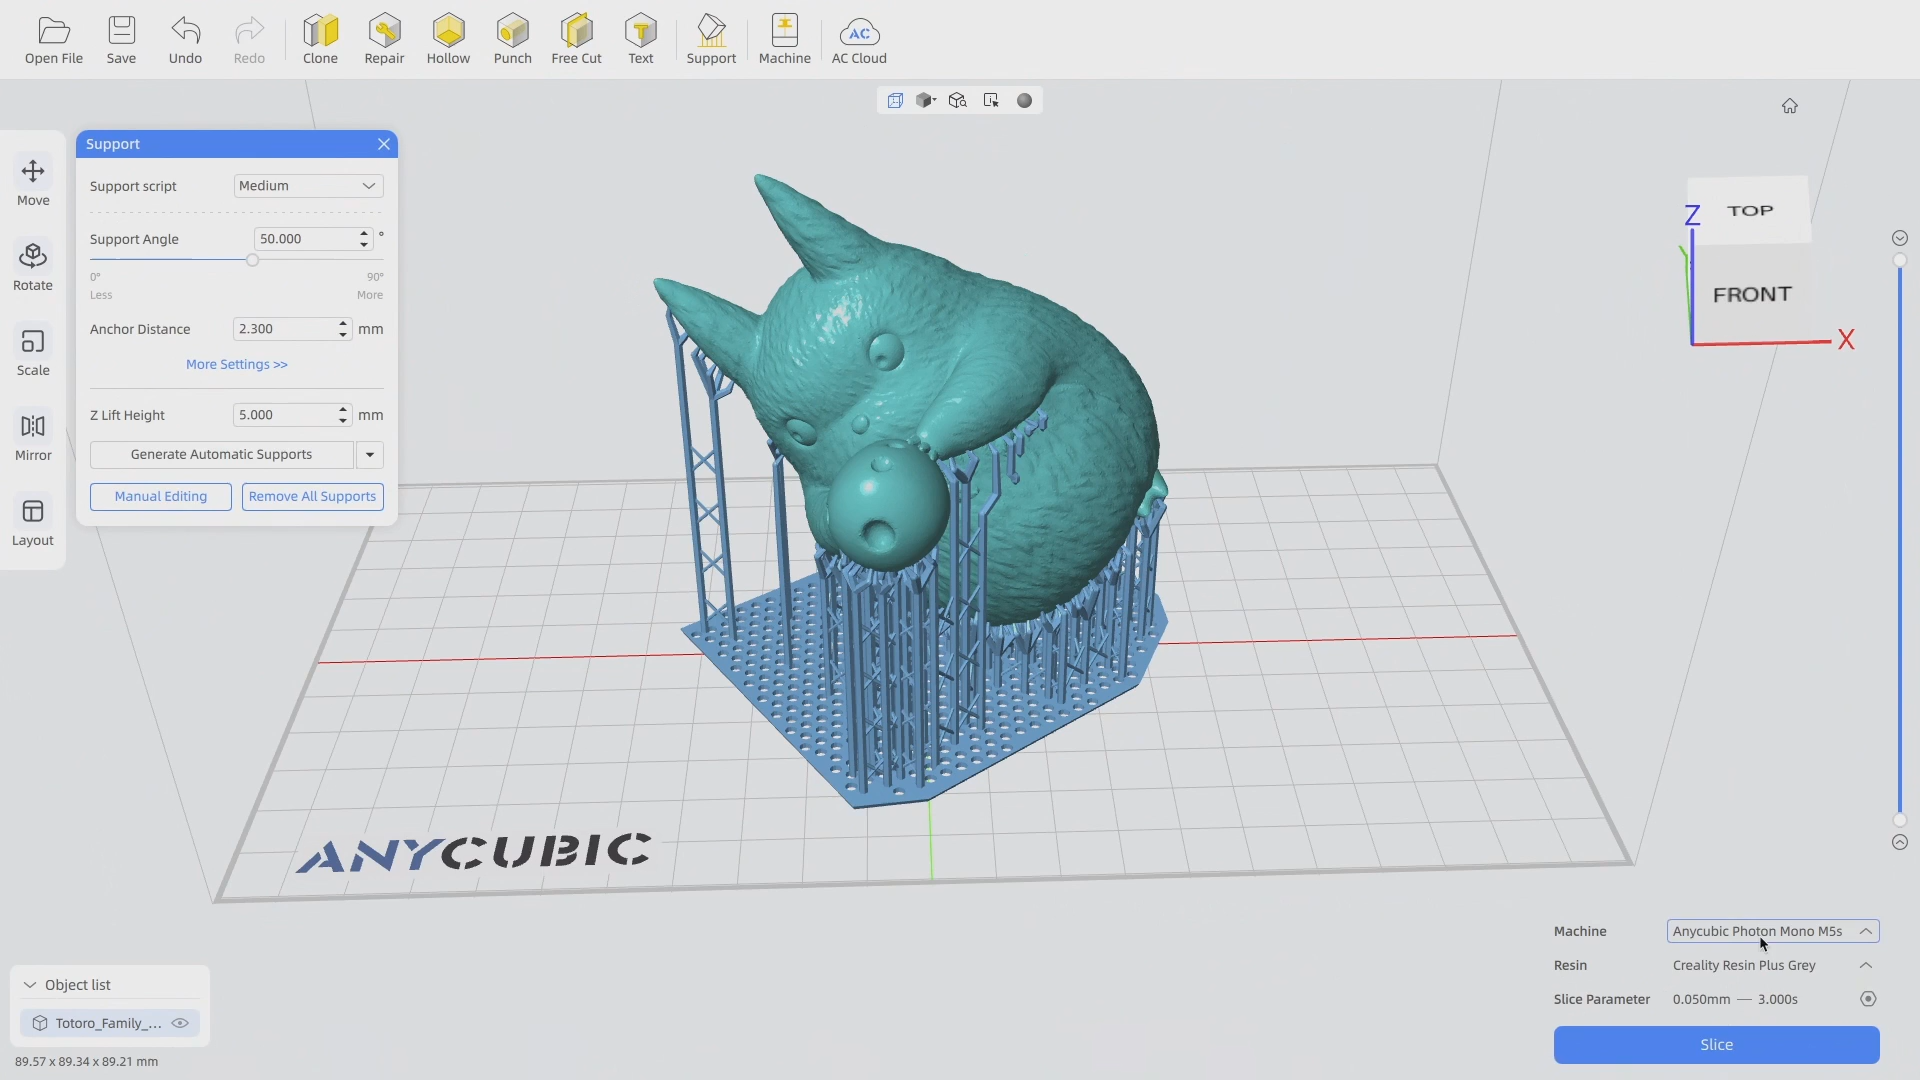 Open File
Save
Undo
Redo
Clone
Repair
Hollow
Punch
Free Cut
Text
Support
Machine
AC
AC Cloud
Move
Rotate
Scale
Mirror
Layout
Support
Support script
Medium
Support Angle
50.000
°
0°
90°
Less
More
Anchor Distance
2.300
mm
More Settings >>
Z Lift Height
5.000
mm
Generate Automatic Supports
Manual Editing
Remove All Supports
TOP
FRONT
Z
Y
X
ANYCUBIC
Machine
Anycubic Photon Mono M5s
Resin
Creality Resin Plus Grey
Slice Parameter
0.050mm — 3.000s
Slice
Object list
Totoro_Family_...
89.57 x 89.34 x 89.21 mm